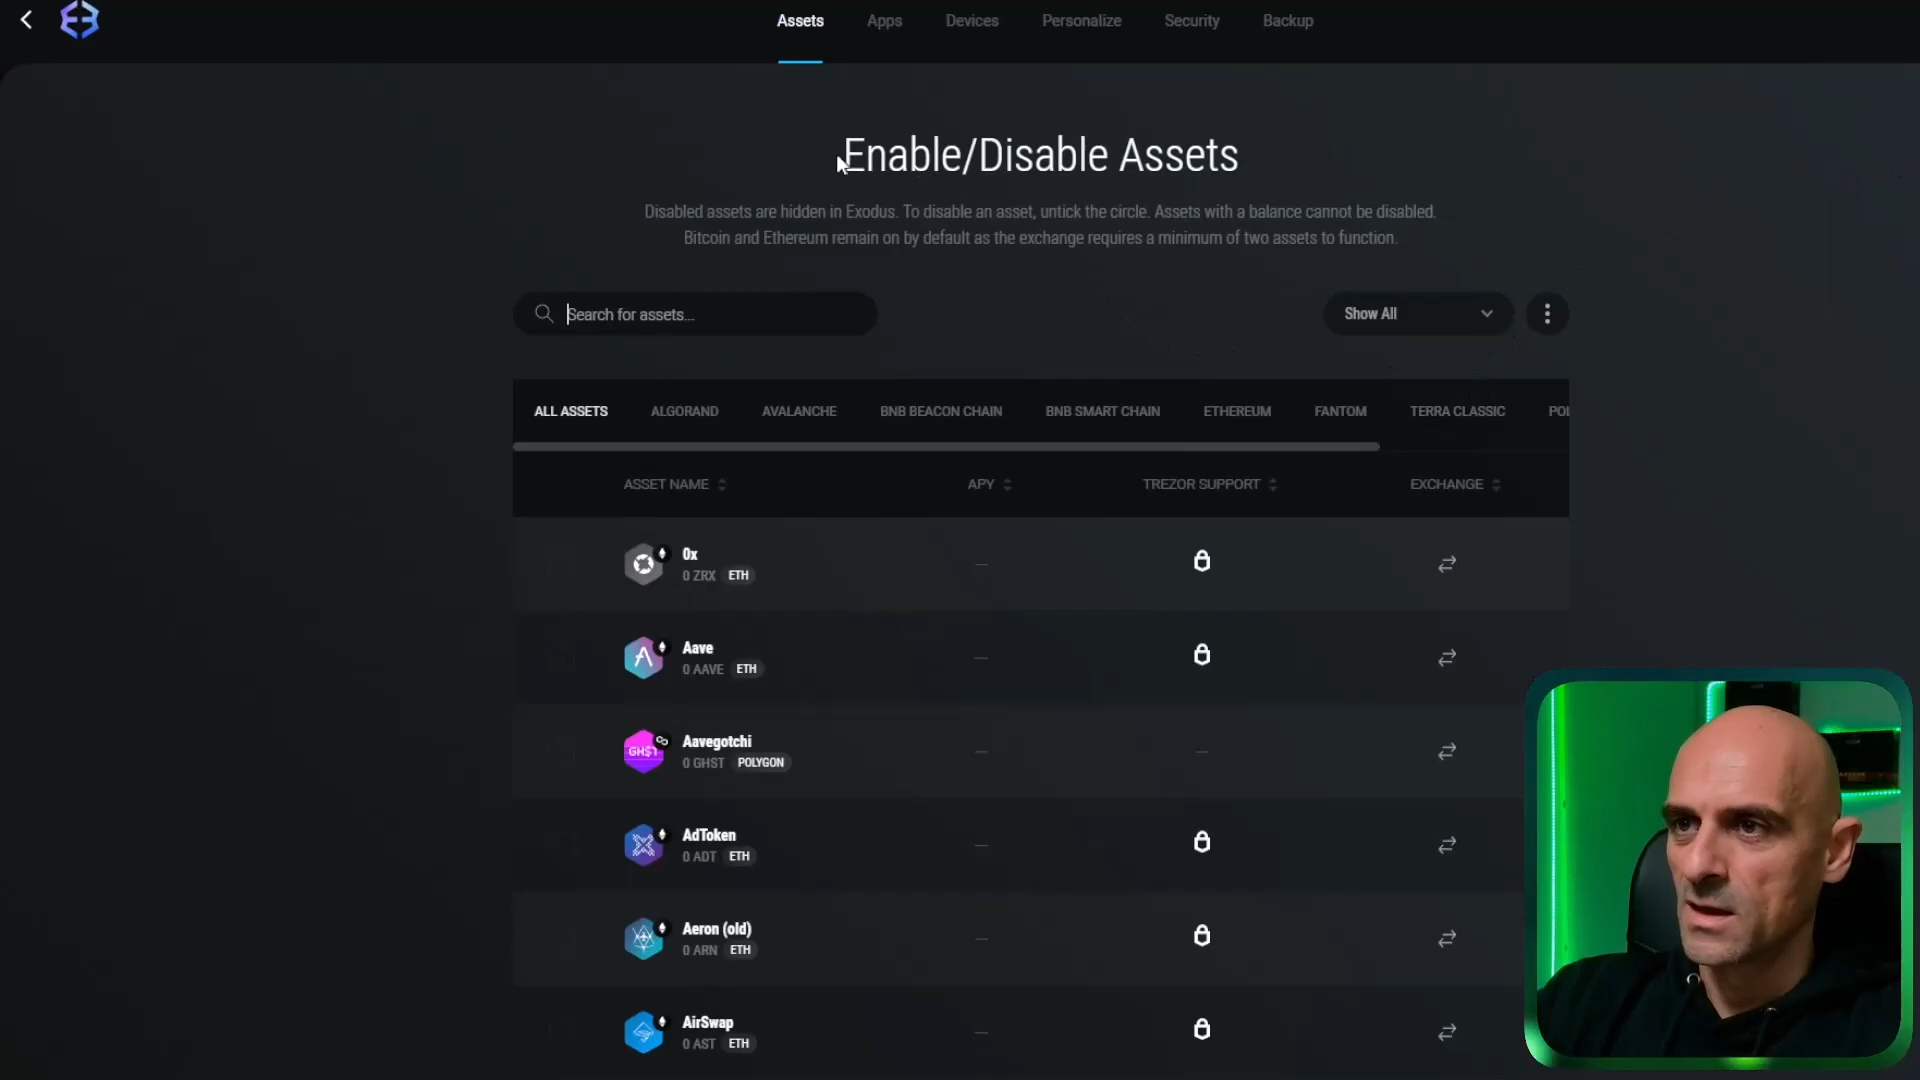 Assets Apps Devices Personalize Security Backup
Enable/Disable Assets
Disabled assets are hidden in Exodus. To disable an asset, untick the circle. Assets with a balance cannot be disabled.
Bitcoin and Ethereum remain on by default as the exchange requires a minimum of two assets to function.
Search for assets...
Show All
ALL ASSETS ALGORAND AVALANCHE BNB BEACON CHAIN BNB SMART CHAIN ETHEREUM FANTOM TERRA CLASSIC POL
ASSET NAME APY TREZOR SUPPORT EXCHANGE
0x
0 ZRX ETH
Aave
0 AAVE ETH
GHST
Aavegotchi
0 GHST POLYGON
AdToken
0 ADT ETH
Aeron (old)
0 ARN ETH
AirSwap
0 AST ETH